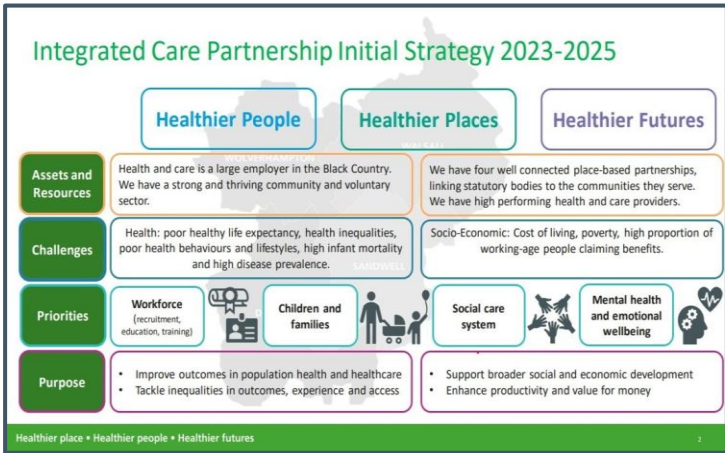 Integrated Care Partnership Initial Strategy 2023-2025
Healthier People
Healthier Places
Healthier Futures
WOLVERHAMPTON
WALSALL
SANDWELL
Assets and
Resources
Health and care is a large employer in the Black Country.
We have a strong and thriving community and voluntary
sector.
We have four well connected place-based partnerships,
linking statutory bodies to the communities they serve.
We have high performing health and care providers.
Challenges
Health: poor healthy life expectancy, health inequalities,
poor health behaviours and lifestyles, high infant mortality
and high disease prevalence.
Socio-Economic: Cost of living, poverty, high proportion of
working-age people claiming benefits.
Priorities
Workforce
(recruitment,
education, training)
Children and
families
Social care
system
Mental health
and emotional
wellbeing
Purpose
• Improve outcomes in population health and healthcare
• Tackle inequalities in outcomes, experience and access
• Support broader social and economic development
• Enhance productivity and value for money
Healthier place • Healthier people • Healthier futures
2